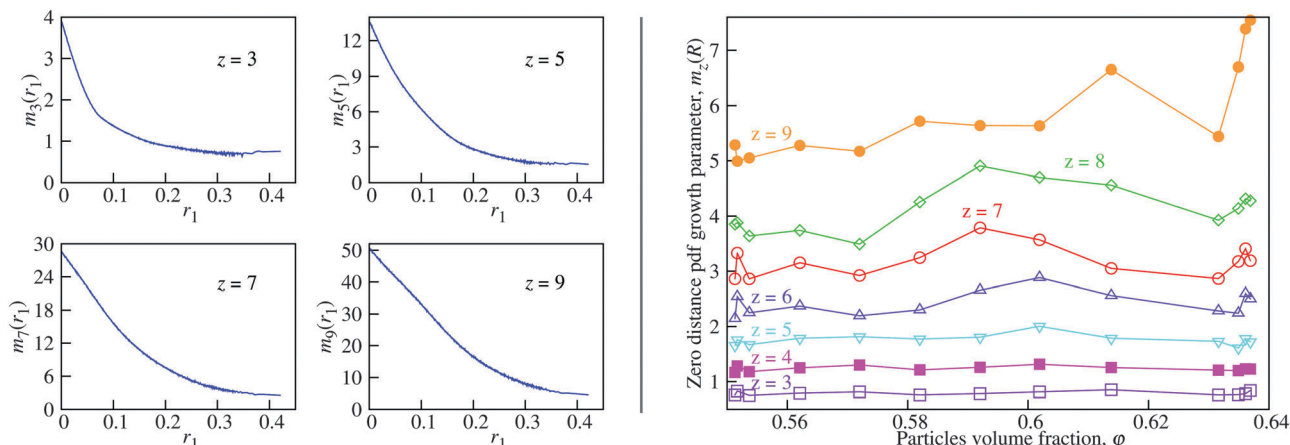 4
3
2
1
0
0
0.1
0.2
0.3
0.4
m3(r1)
r1
z = 3
12
9
6
3
0
0
0.1
0.2
0.3
0.4
m5(r1)
r1
z = 5
30
24
18
12
6
0
0
0.1
0.2
0.3
0.4
m7(r1)
r1
z = 7
50
40
30
20
10
0
0
0.1
0.2
0.3
0.4
m9(r1)
r1
z = 9
Zero distance pdf growth parameter, mz(R)
7
6
5
4
3
2
1
z = 9
z = 8
z = 7
z = 6
z = 5
z = 4
z = 3
0.56
0.58
0.6
0.62
0.64
Particles volume fraction, φ